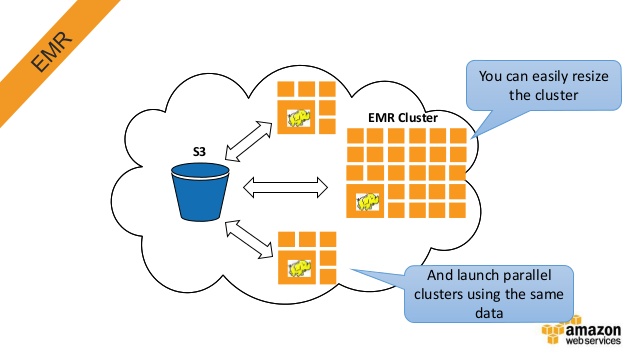 EMR
You can easily resize
the cluster
EMR Cluster
S3
And launch parallel
clusters using the same
data
amazon
web services